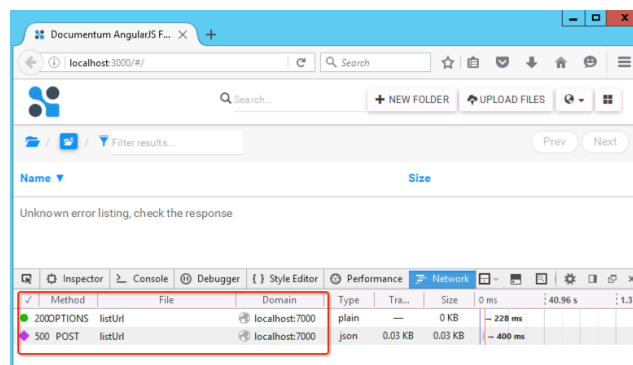 Documentum AngularJS F...
localhost:3000/#/
Search
Search...
NEW FOLDER
UPLOAD FILES
Filter results...
Prev
Next
Name
Size
Unknown error listing, check the response
Inspector
Console
Debugger
{ } Style Editor
Performance
Network
✓ Method File Domain Type Tra... Size 0 ms 40.96 s 1.3
200 OPTIONS listUrl localhost:7000 plain — 0 KB → 228 ms
500 POST listUrl localhost:7000 json 0.03 KB 0.03 KB → 400 ms